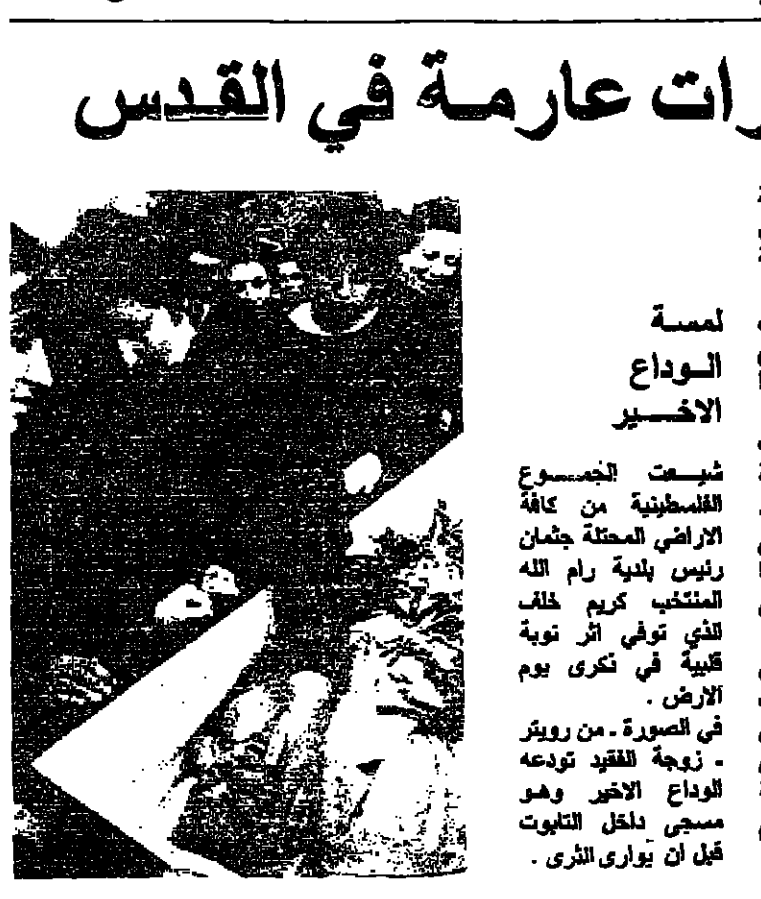 عارمة في القدس
لمسة
الوداع
الاخير
شيعت الجموع
الفلسطينية من كافة
الاراضي المحتلة جثمان
رئيس بلدية رام الله
المنتخب كريم خلف
الذي توفي اثر نوبة
قلبية في ذكرى يوم
الارض .
في الصورة - من رويتر
- زوجة الفقيد تودعه
الوداع الاخير وهو
مسجى داخل التابوت
قبل ان يوارى الثرى .